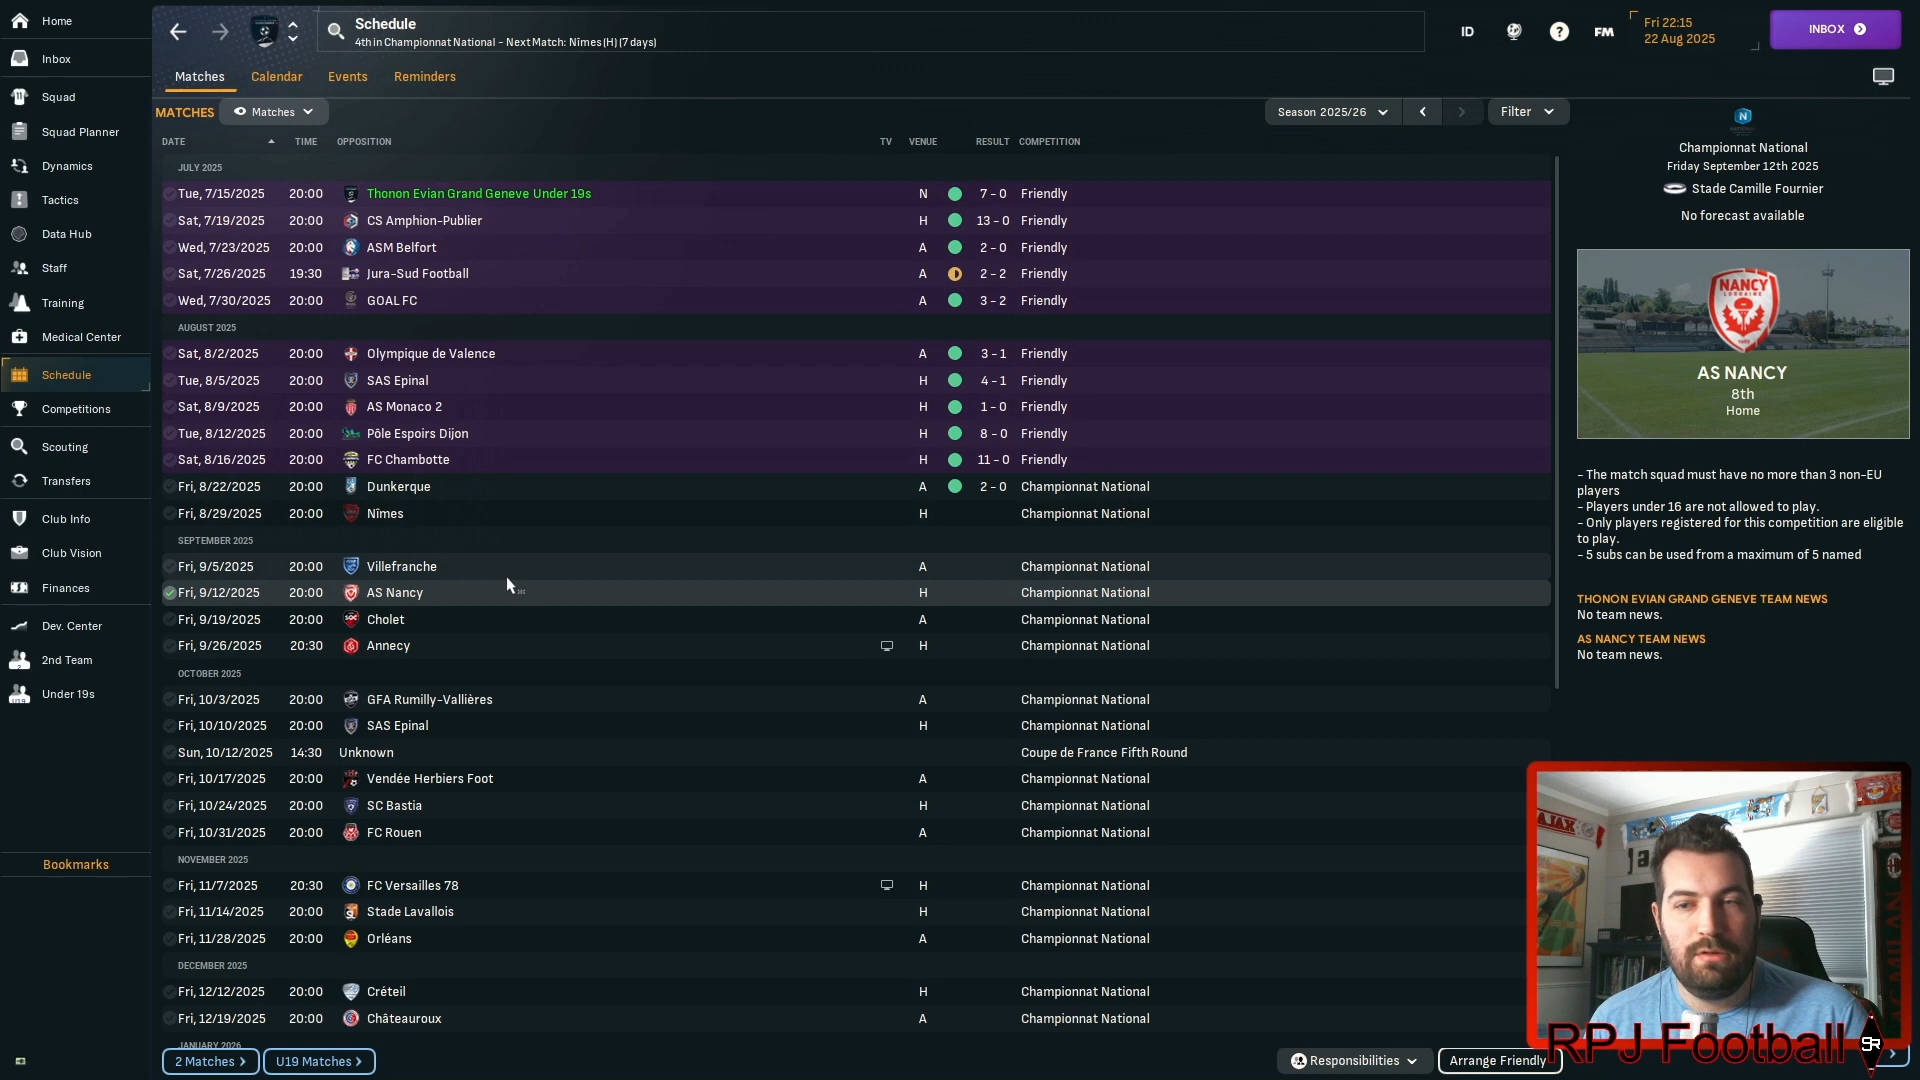 Home
Inbox
Squad
Squad Planner
Dynamics
Tactics
Data Hub
Staff
Training
Medical Center
Schedule
Competitions
Scouting
Transfers
Club Info
Club Vision
Finances
Dev. Center
2nd Team
Under 19s
Bookmarks
Schedule
4th in Championnat National - Next Match: Nîmes (H) (7 days)
ID
FM
Fri 22:15
22 Aug 2025
INBOX
Matches Calendar Events Reminders
MATCHES Matches Season 2025/26 Filter
DATE TIME OPPOSITION TV VENUE RESULT COMPETITION
JULY 2025
Tue, 7/15/2025 20:00 Thonon Evian Grand Geneve Under 19s N 7 - 0 Friendly
Sat, 7/19/2025 20:00 CS Amphion-Publier H 13 - 0 Friendly
Wed, 7/23/2025 20:00 ASM Belfort A 2 - 0 Friendly
Sat, 7/26/2025 19:30 Jura-Sud Football A 2 - 2 Friendly
Wed, 7/30/2025 20:00 GOAL FC A 3 - 2 Friendly
AUGUST 2025
Sat, 8/2/2025 20:00 Olympique de Valence A 3 - 1 Friendly
Tue, 8/5/2025 20:00 SAS Epinal H 4 - 1 Friendly
Sat, 8/9/2025 20:00 AS Monaco 2 H 1 - 0 Friendly
Tue, 8/12/2025 20:00 Pôle Espoirs Dijon H 8 - 0 Friendly
Sat, 8/16/2025 20:00 FC Chambotte H 11 - 0 Friendly
Fri, 8/22/2025 20:00 Dunkerque A 2 - 0 Championnat National
Fri, 8/29/2025 20:00 Nîmes H Championnat National
SEPTEMBER 2025
Fri, 9/5/2025 20:00 Villefranche A Championnat National
Fri, 9/12/2025 20:00 AS Nancy H Championnat National
Fri, 9/19/2025 20:00 Cholet A Championnat National
Fri, 9/26/2025 20:30 Annecy H Championnat National
OCTOBER 2025
Fri, 10/3/2025 20:00 GFA Rumilly-Vallières A Championnat National
Fri, 10/10/2025 20:00 SAS Epinal H Championnat National
Sun, 10/12/2025 14:30 Unknown Coupe de France Fifth Round
Fri, 10/17/2025 20:00 Vendée Herbiers Foot A Championnat National
Fri, 10/24/2025 20:00 SC Bastia H Championnat National
Fri, 10/31/2025 20:00 FC Rouen A Championnat National
NOVEMBER 2025
Fri, 11/7/2025 20:30 FC Versailles 78 H Championnat National
Fri, 11/14/2025 20:00 Stade Lavallois H Championnat National
Fri, 11/28/2025 20:00 Orléans A Championnat National
DECEMBER 2025
Fri, 12/12/2025 20:00 Créteil H Championnat National
Fri, 12/19/2025 20:00 Châteauroux A Championnat National
JANUARY 2026
2 Matches U19 Matches Responsibilities Arrange Friendly
Championnat National
Friday September 12th 2025
Stade Camille Fournier
No forecast available
NANCY
LORRAINE
AS NANCY
8th
Home
- The match squad must have no more than 3 non-EU
players
- Players under 16 are not allowed to play.
- Only players registered for this competition are eligible
to play.
- 5 subs can be used from a maximum of 5 named
THONON EVIAN GRAND GENEVE TEAM NEWS
No team news.
AS NANCY TEAM NEWS
No team news.
AJAX
RPJ Football